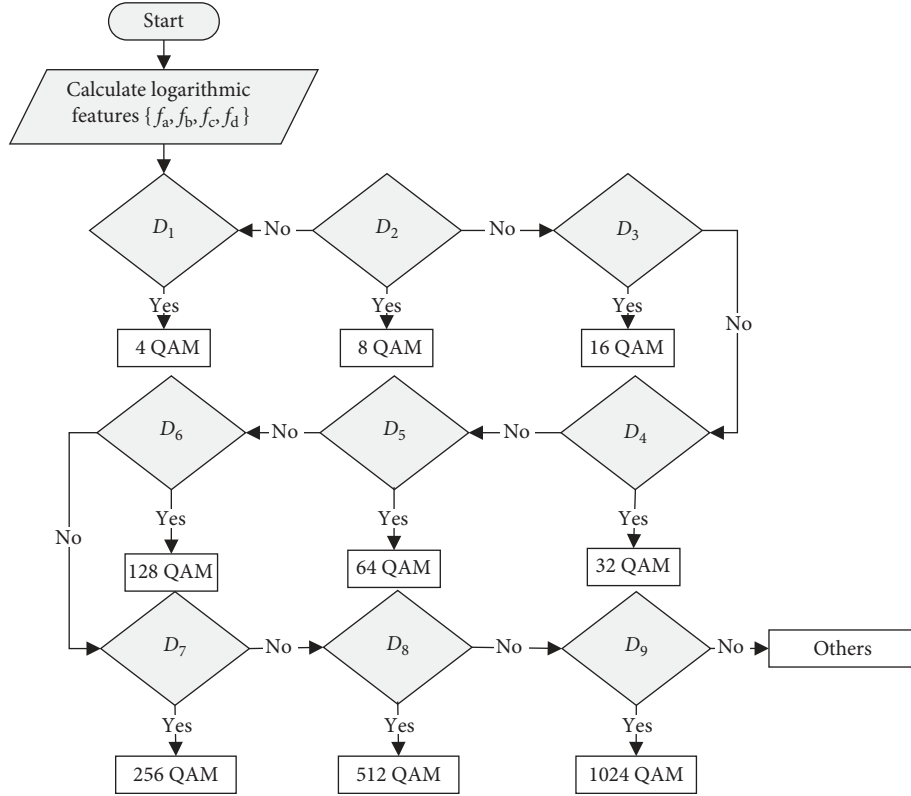 Start
Calculate logarithmic
features {fa, fb, fc, fd}
D1
No
D2
No
D3
Yes
Yes
Yes
No
4 QAM
8 QAM
16 QAM
D6
No
D5
No
D4
Yes
Yes
Yes
No
128 QAM
64 QAM
32 QAM
D7
No
D8
No
D9
No
Others
Yes
Yes
Yes
256 QAM
512 QAM
1024 QAM